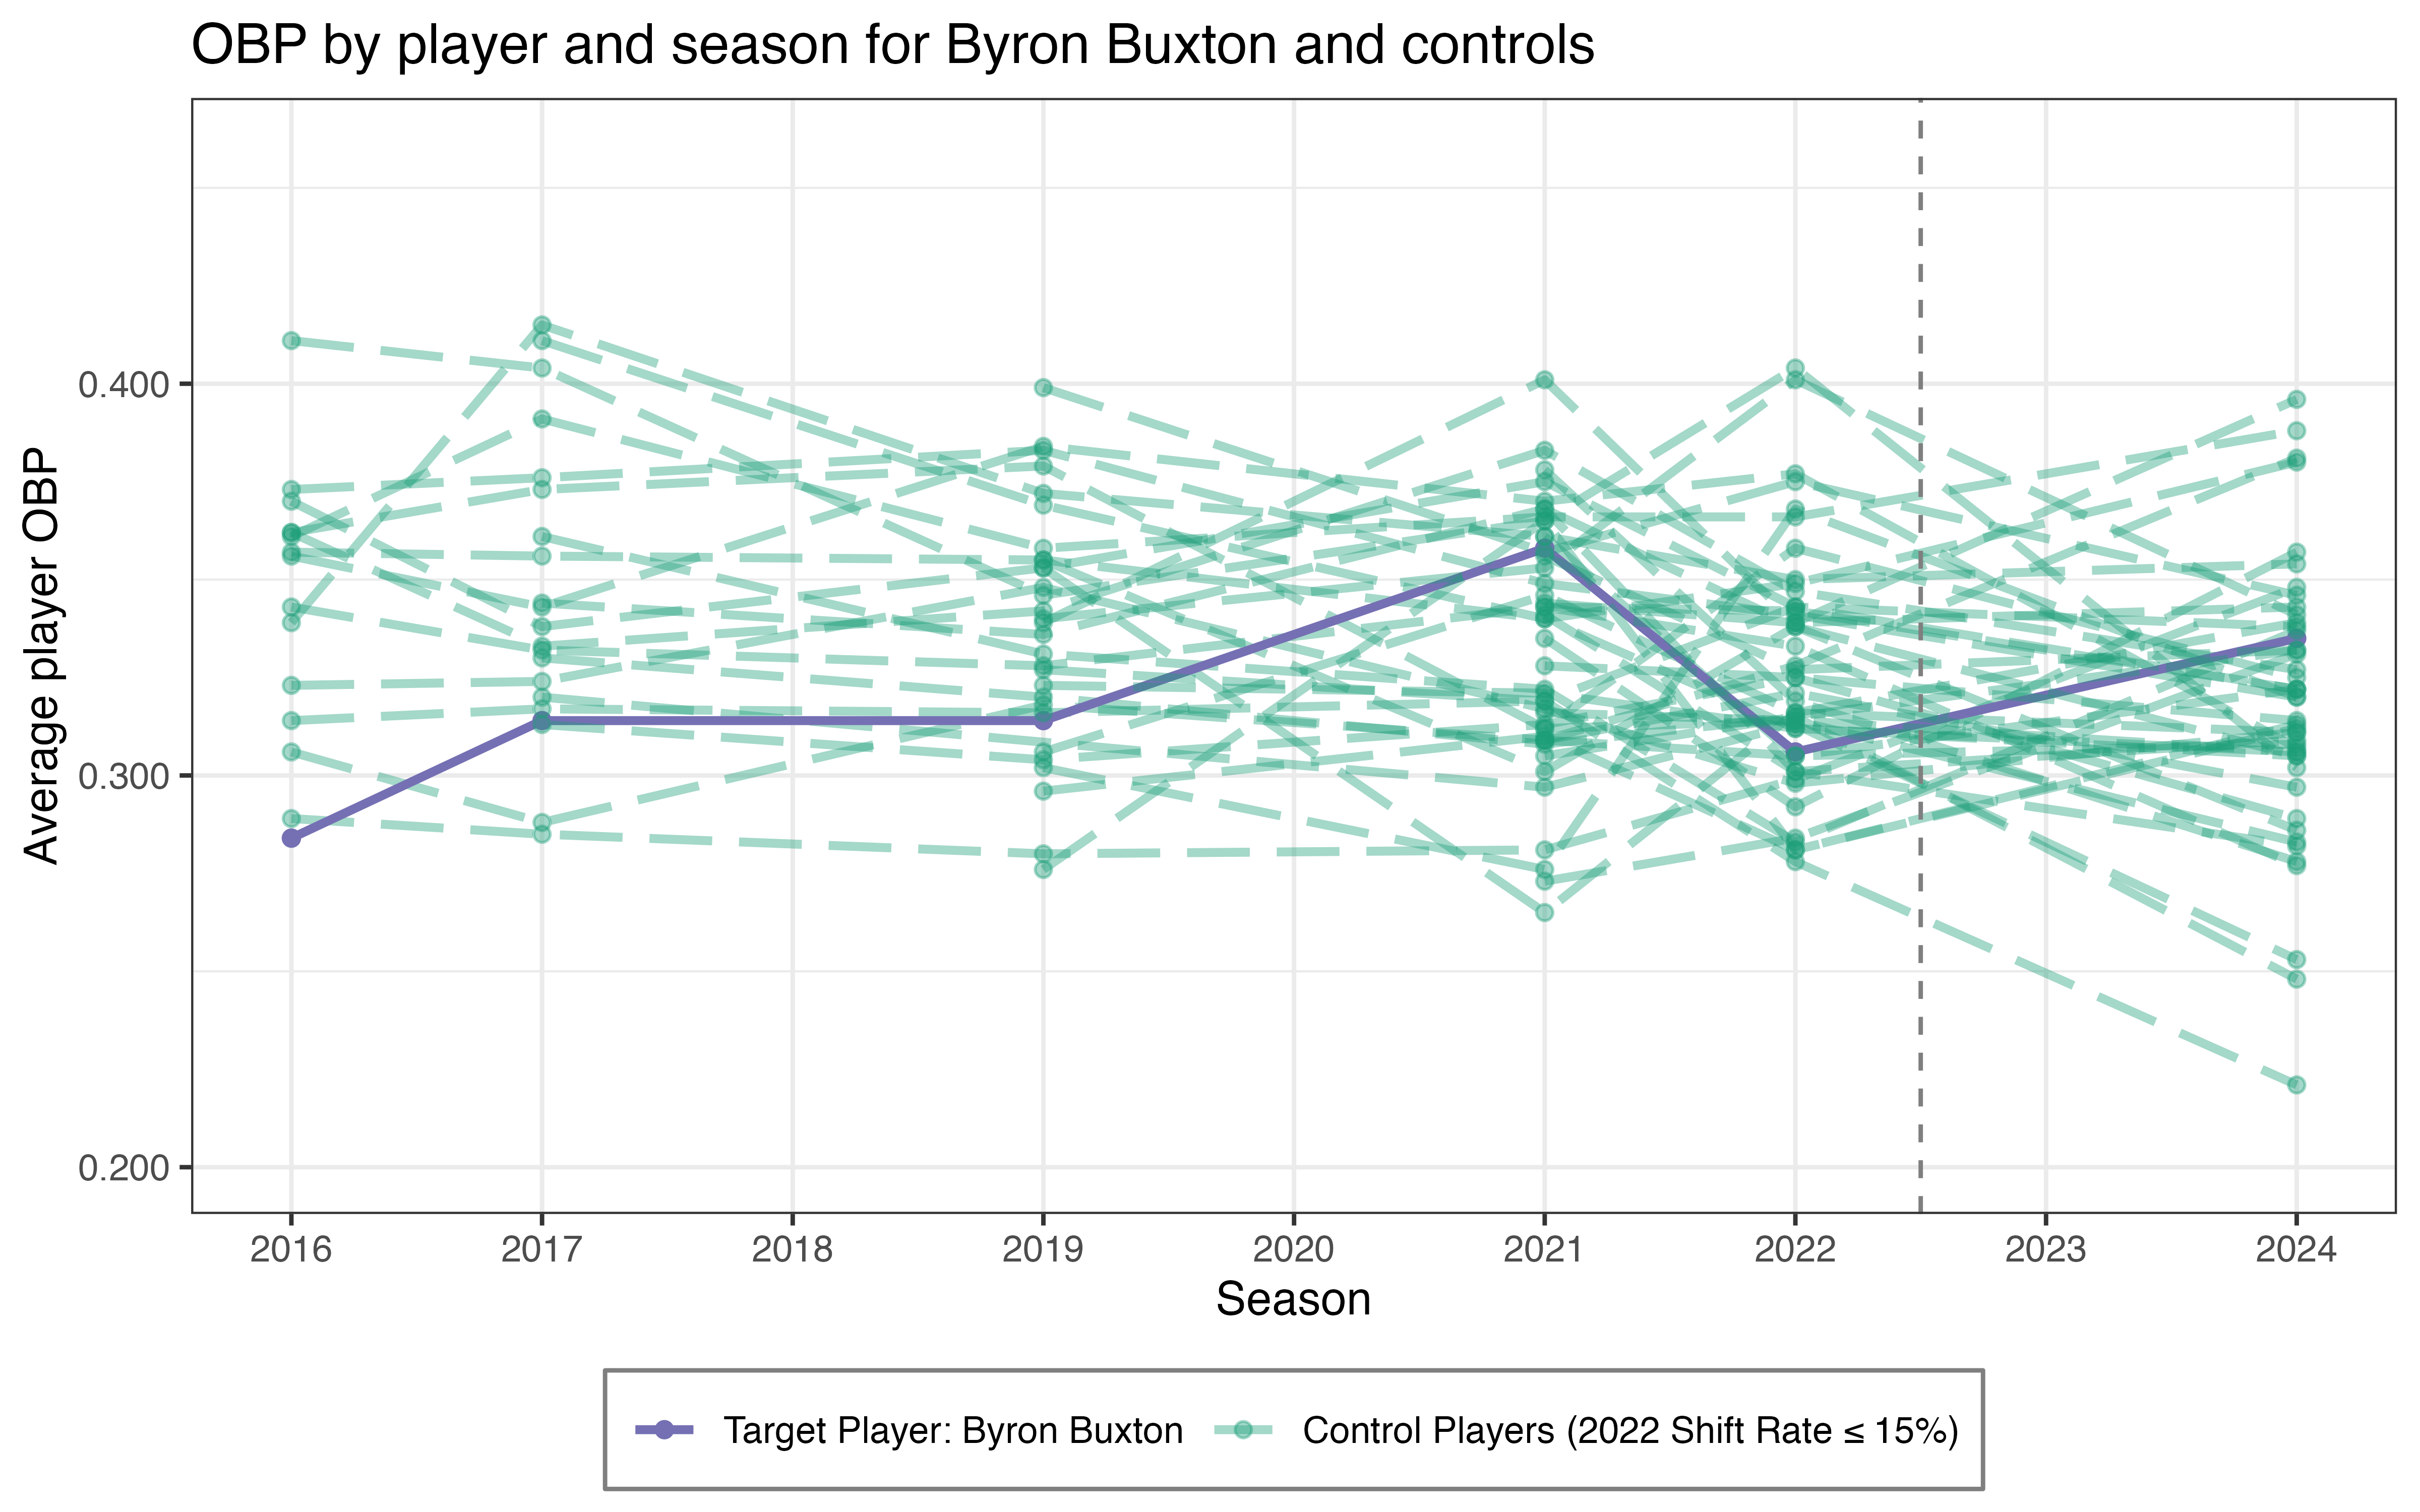 OBP by player and season for Byron Buxton and controls
Average player OBP
0.400
0.300
0.200
2016 2017 2018 2019 2020 2021 2022 2023 2024
Season
Target Player: Byron Buxton Control Players (2022 Shift Rate ≤ 15%)